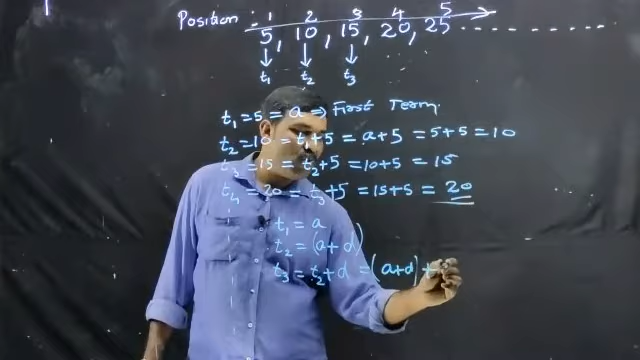 Position : 1 2 3 4 5
5, 10, 15, 20, 25 ............
t₁ t₂ t₃
t₁ = 5 = a ⇒ First Term.
t₂ = 10 = t₁+5 = a+5 = 5+5 = 10
t₃ = 15 = t₂+5 = 10+5 = 15
t₄ = 20 = t₃+5 = 15+5 = 20
t₁ = a
t₂ = (a+d)
t₃ = t₂+d = (a+d)+